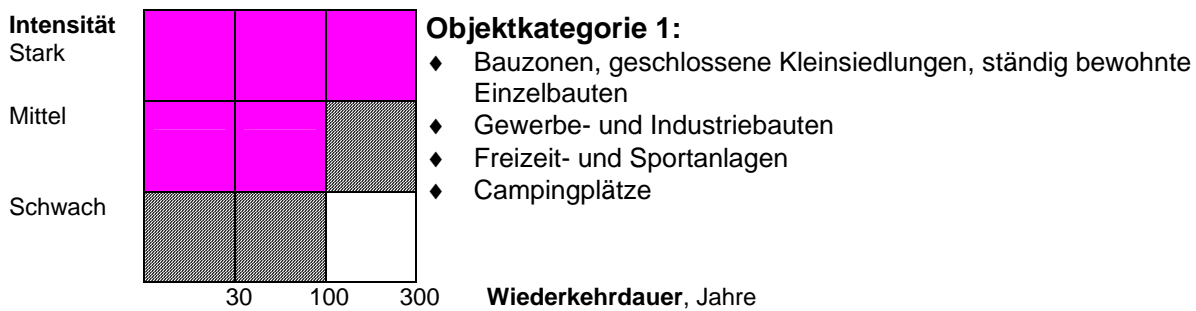 Intensität
Stark
Mittel
Schwach
30 100 300 Wiederkehrdauer, Jahre
Objektkategorie 1:
♦ Bauzonen, geschlossene Kleinsiedlungen, ständig bewohnte
Einzelbauten
♦ Gewerbe- und Industriebauten
♦ Freizeit- und Sportanlagen
♦ Campingplätze